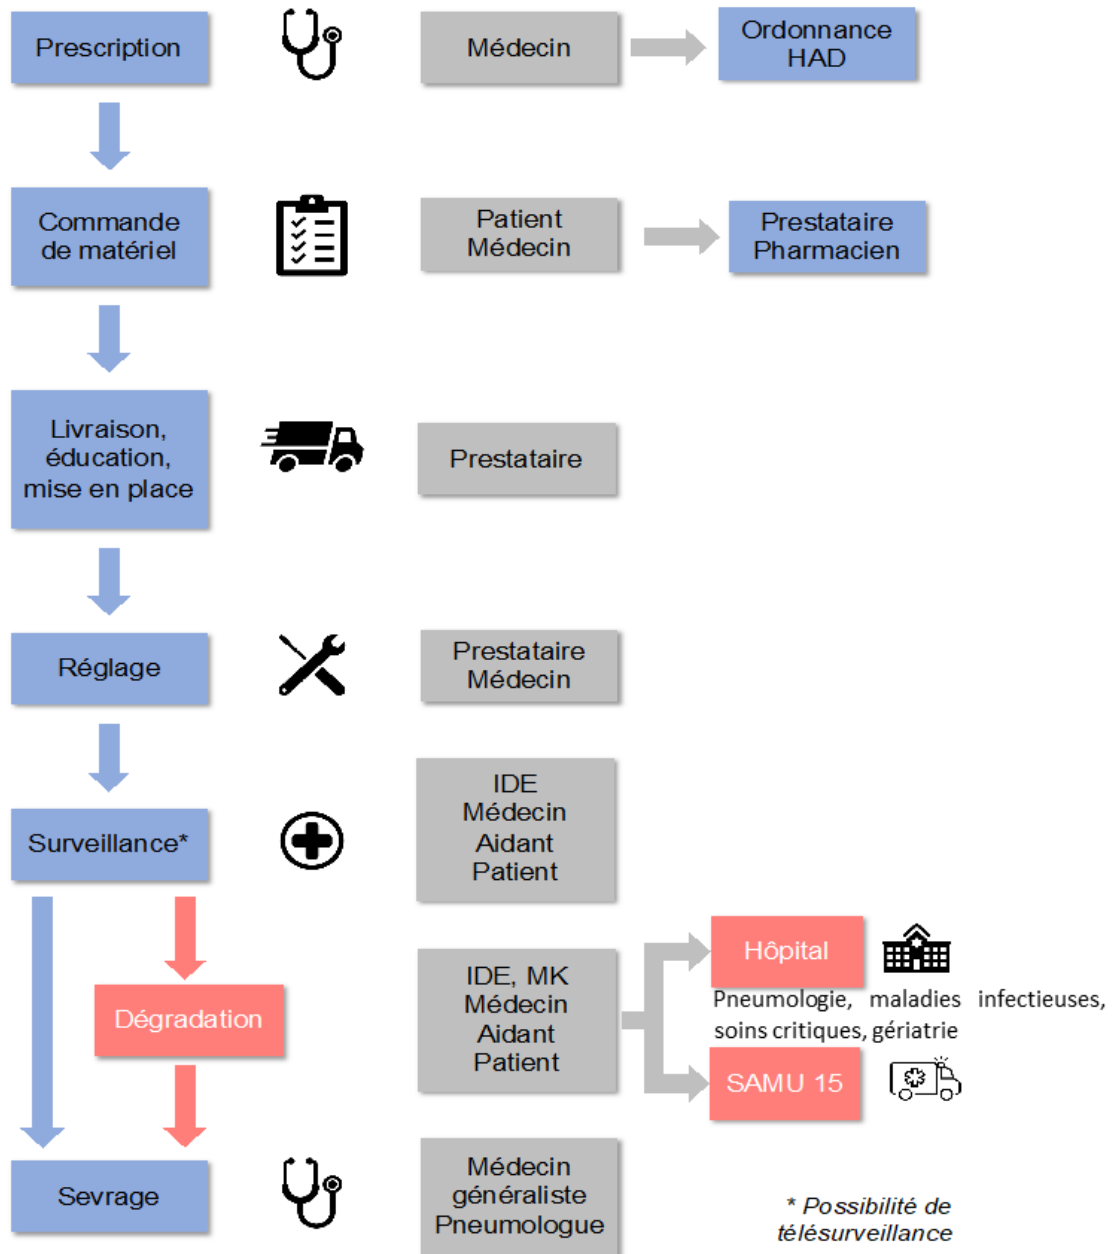 Prescription
Médecin
Ordonnance
HAD
Commande
de matériel
Patient
Médecin
Prestataire
Pharmacien
Livraison,
éducation,
mise en place
Prestataire
Réglage
Prestataire
Médecin
Surveillance*
IDE
Médecin
Aidant
Patient
Dégradation
IDE, MK
Médecin
Aidant
Patient
Hôpital
Pneumologie, maladies infectieuses,
soins critiques, gériatrie
SAMU 15
Sevrage
Médecin
généraliste
Pneumologue
* Possibilité de
télésurveillance